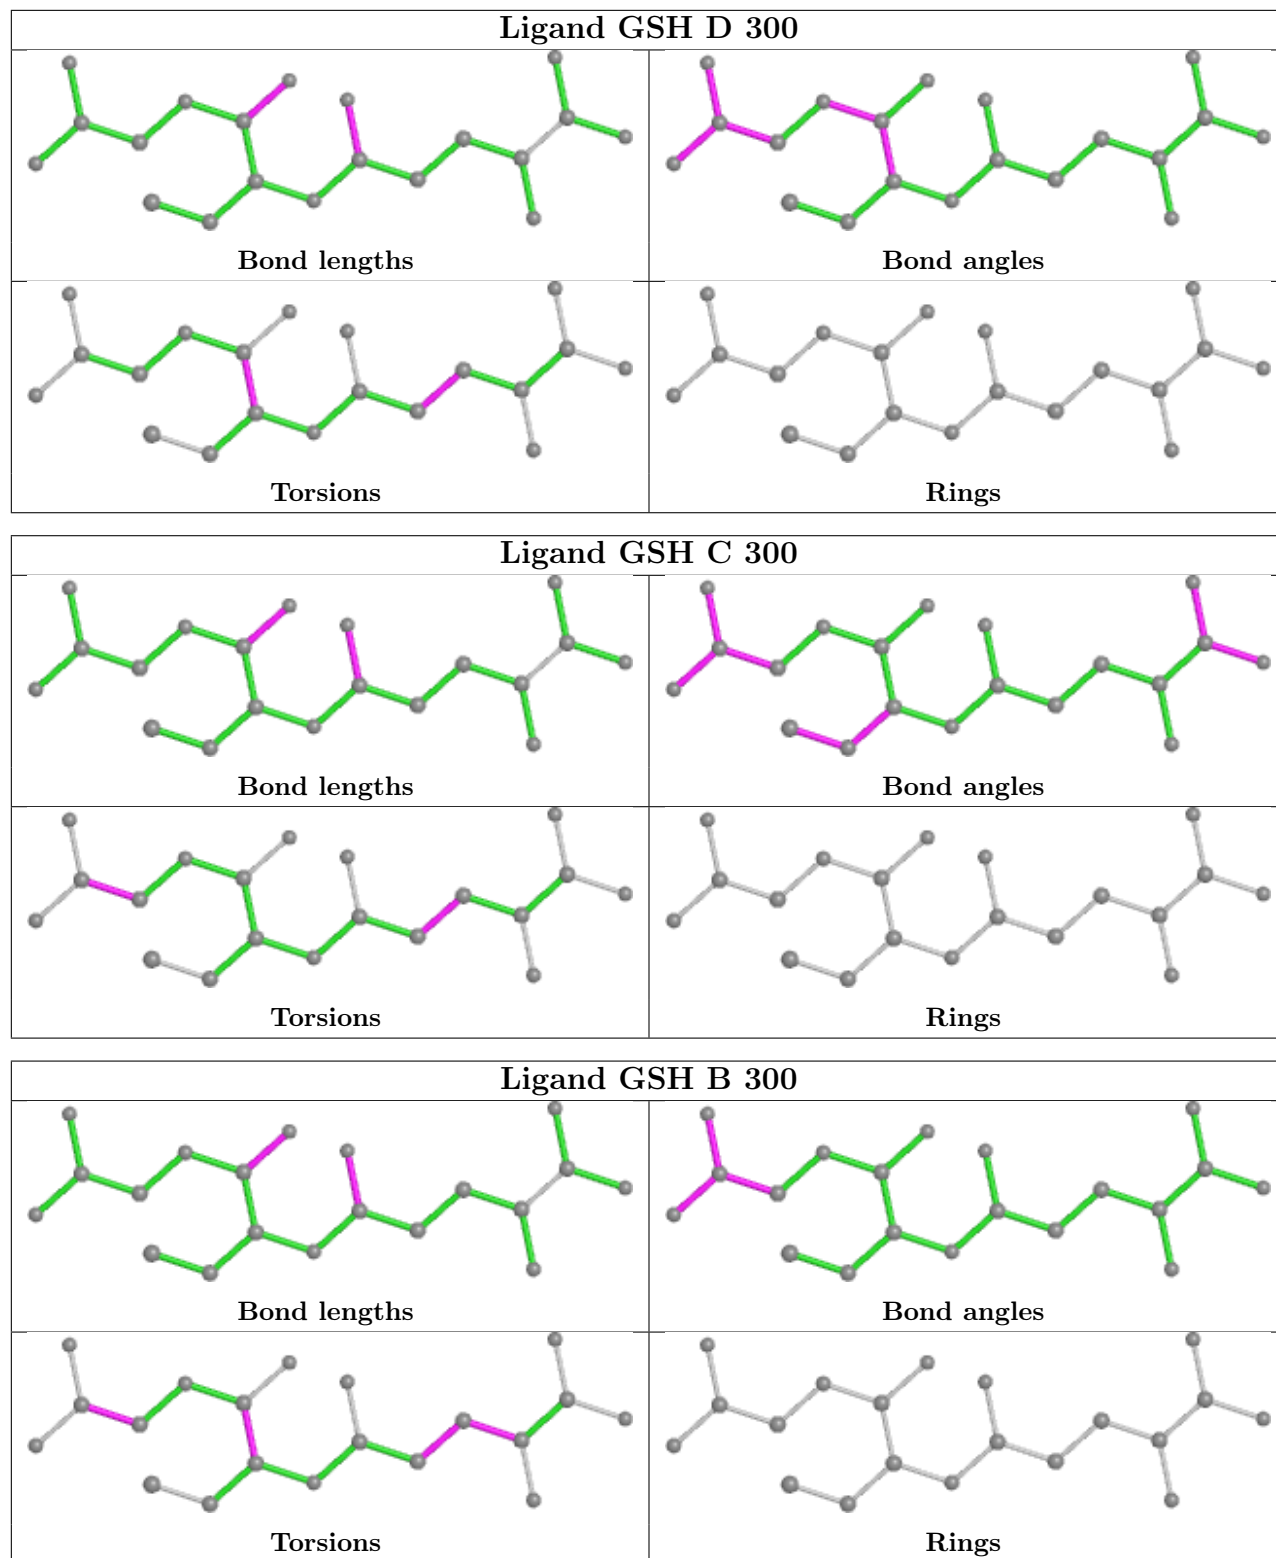 Ligand GSH D 300
Bond lengths
Bond angles
Torsions
Rings
Ligand GSH C 300
Bond lengths
Bond angles
Torsions
Rings
Ligand GSH B 300
Bond lengths
Bond angles
Torsions
Rings